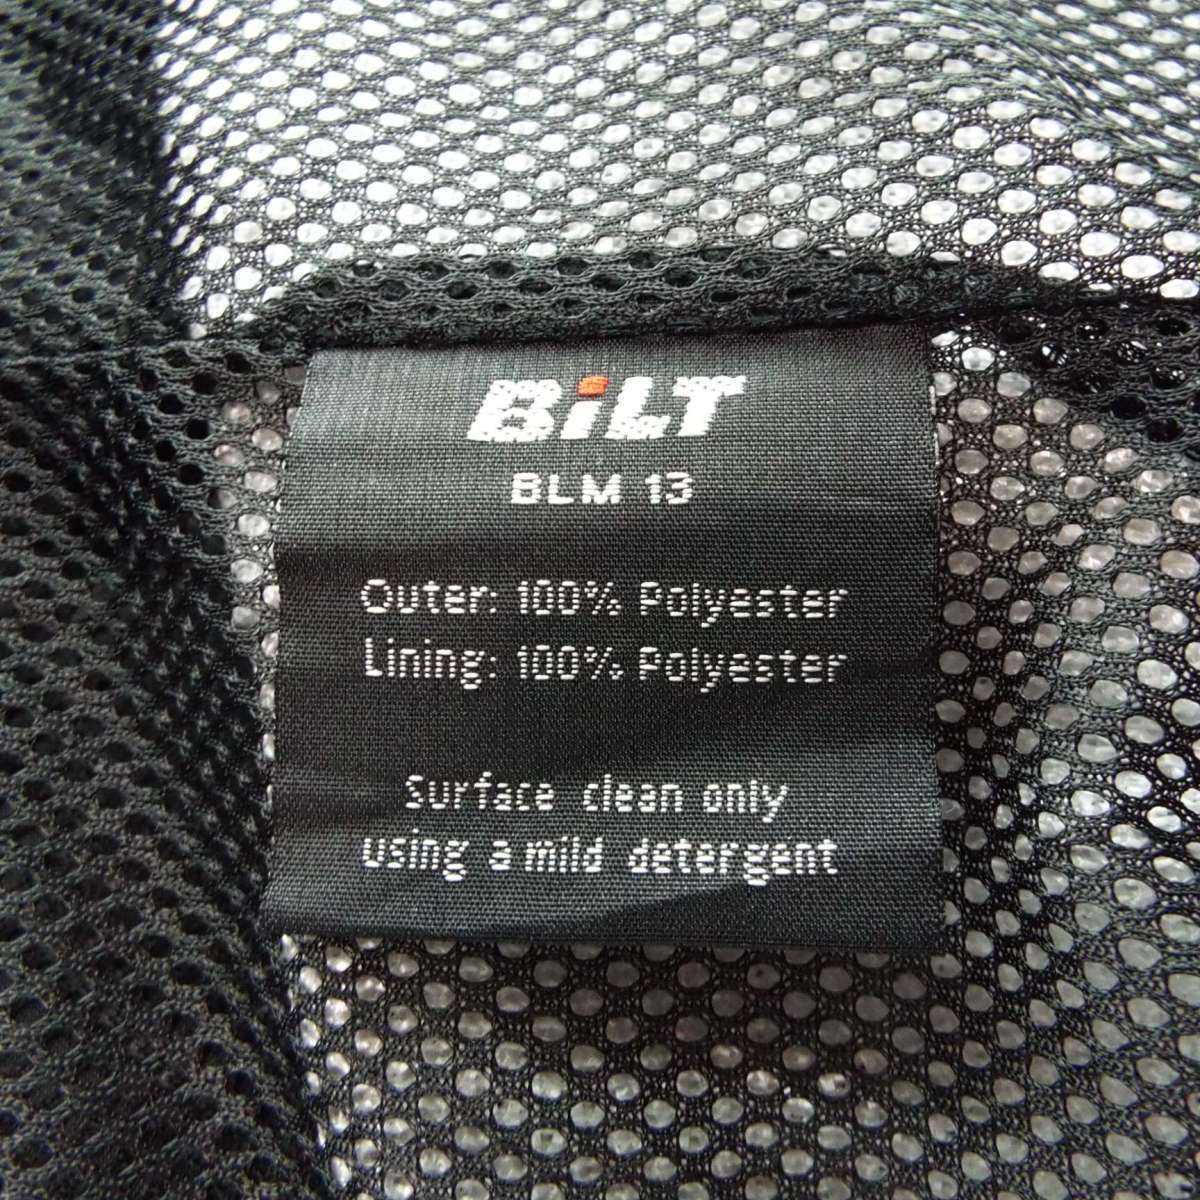 BiLT
BLM 13
Outer: 100% Polyester
Lining: 100% Polyester
Surface clean only
using a mild detergent